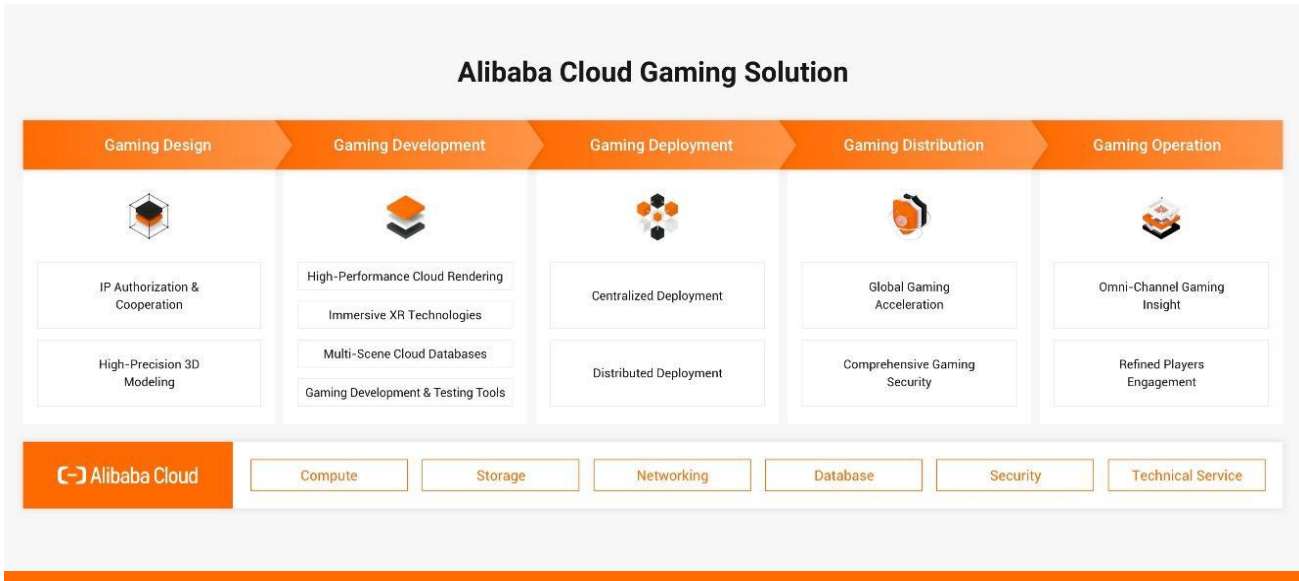 Alibaba Cloud Gaming Solution
Gaming Design
Gaming Development
Gaming Deployment
Gaming Distribution
Gaming Operation
IP Authorization &
Cooperation
High-Precision 3D
Modeling
High-Performance Cloud Rendering
Immersive XR Technologies
Multi-Scene Cloud Databases
Gaming Development & Testing Tools
Centralized Deployment
Distributed Deployment
Global Gaming
Acceleration
Comprehensive Gaming
Security
Omni-Channel Gaming
Insight
Refined Players
Engagement
Alibaba Cloud
Compute
Storage
Networking
Database
Security
Technical Service